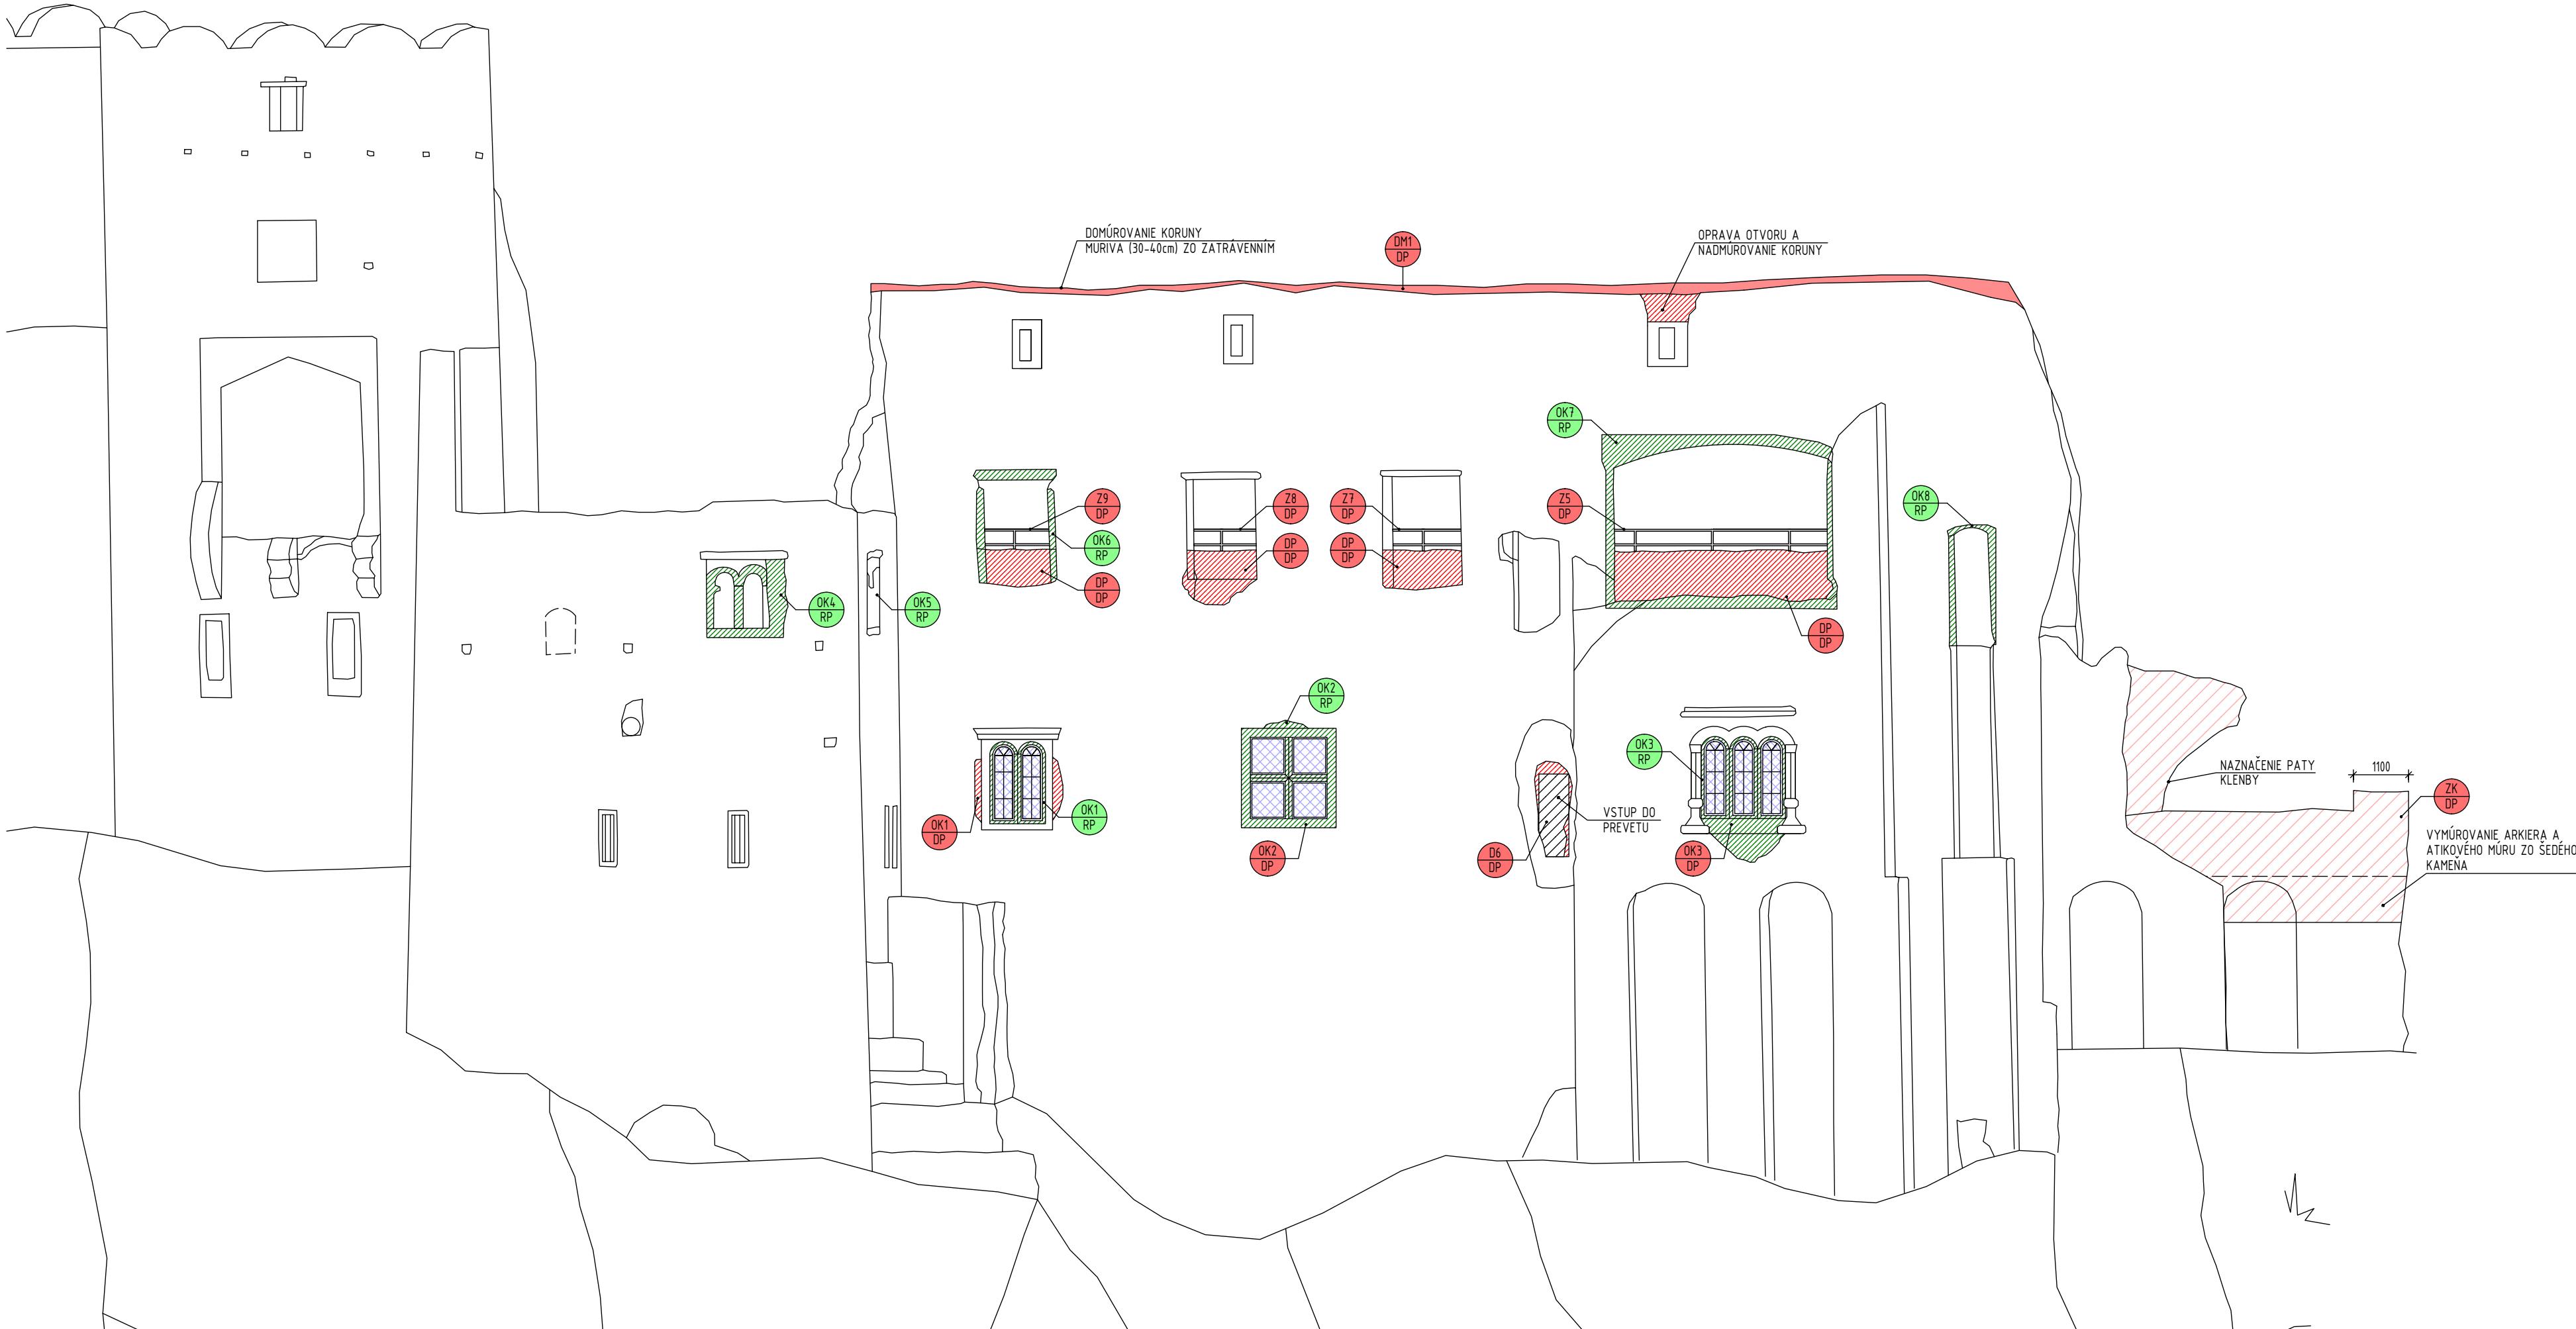 DOMÚROVANIE KORUNY
MURIVA (30-40cm) ZO ZATRÁVENNÍM
DM1
DP
OPRAVA OTVORU A
NADMÚROVANIE KORUNY
OK7
RP
Z9
DP
OK6
RP
DP
DP
Z8
DP
DP
DP
Z7
DP
DP
DP
Z5
DP
OK8
RP
OK4
RP
OK5
RP
DP
DP
OK2
RP
OK3
RP
OK1
DP
OK1
RP
OK2
DP
D6
DP
VSTUP DO
PREVETU
OK3
DP
NAZNAČENIE PATY
KLENBY
1100
ZK
DP
VYMÚROVANIE ARKIERA A
ATIKOVÉHO MÚRU ZO ŠEDÉHO
KAMEŇA